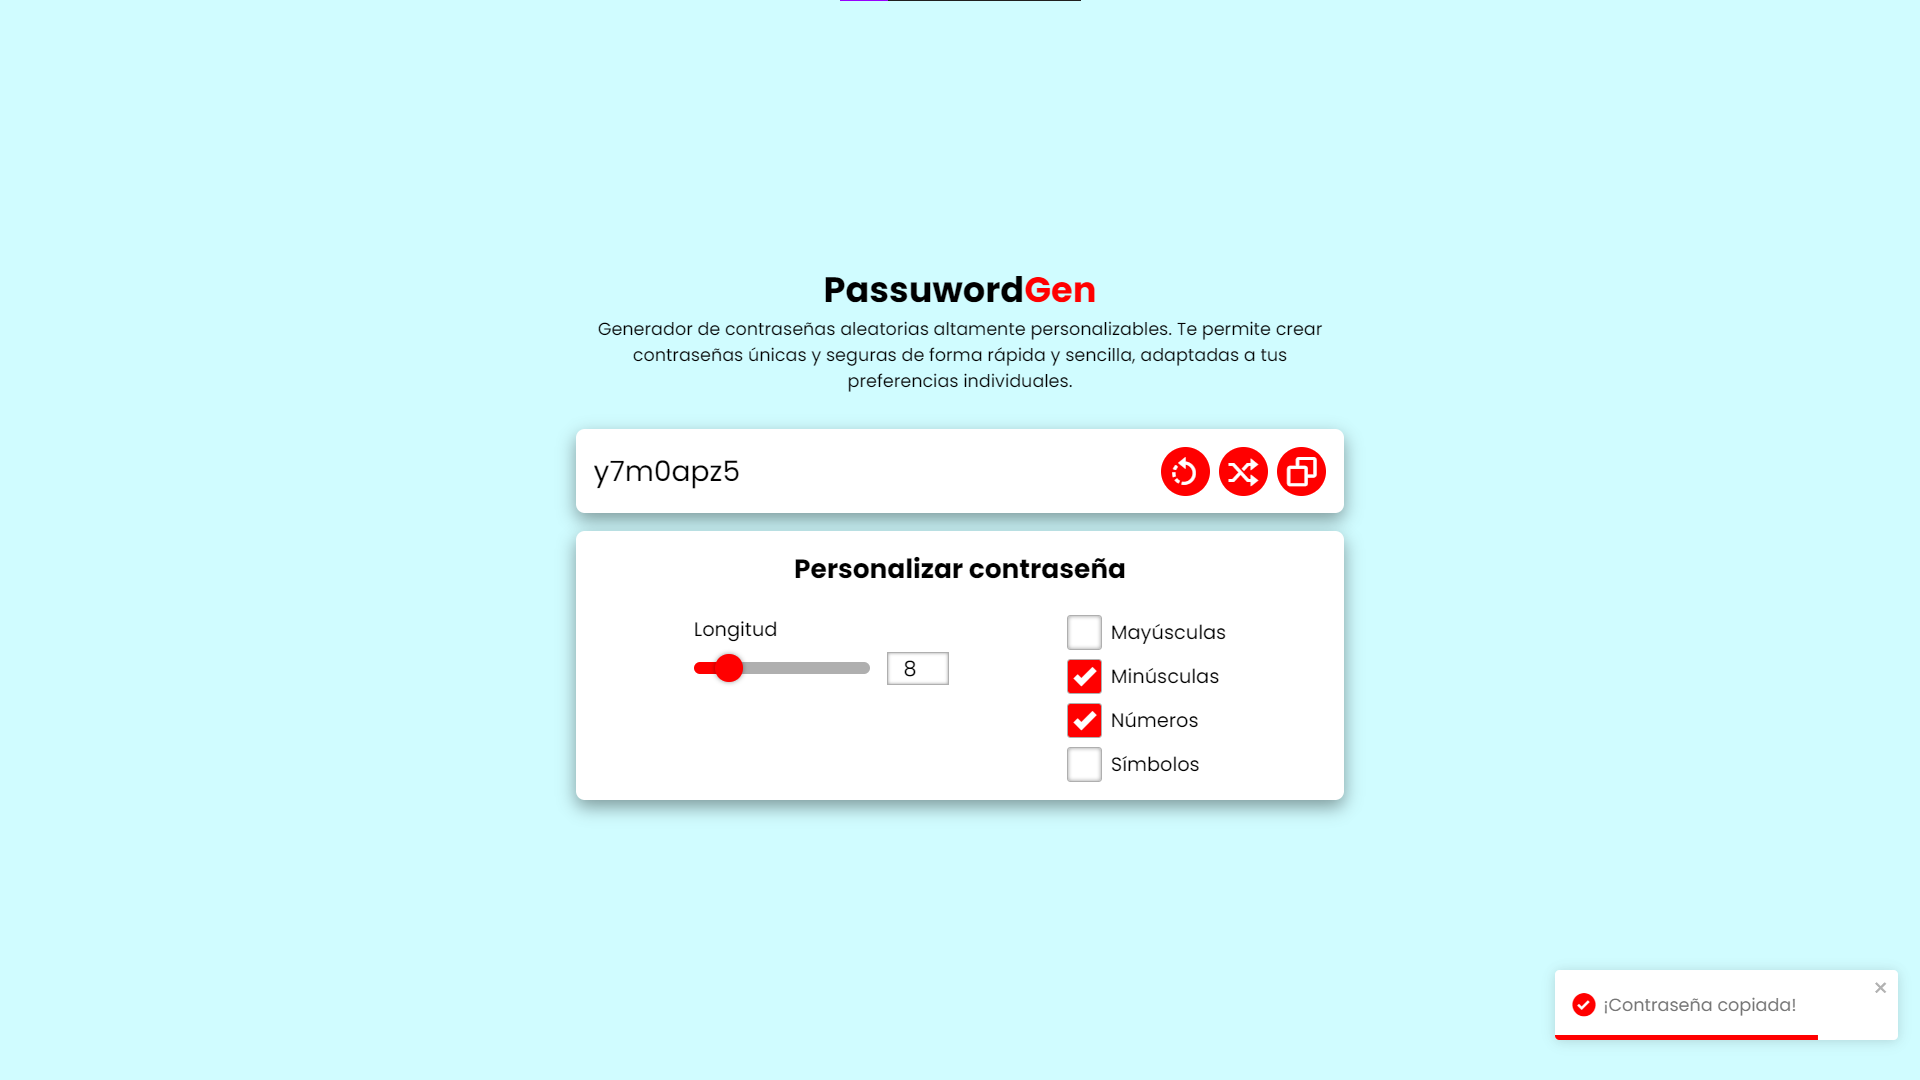 PassuwordGen
Generador de contraseñas aleatorias altamente personalizables. Te permite crear
contraseñas únicas y seguras de forma rápida y sencilla, adaptadas a tus
preferencias individuales.
y7m0apz5
Personalizar contraseña
Longitud
8
Mayúsculas
Minúsculas
Números
Símbolos
¡Contraseña copiada!